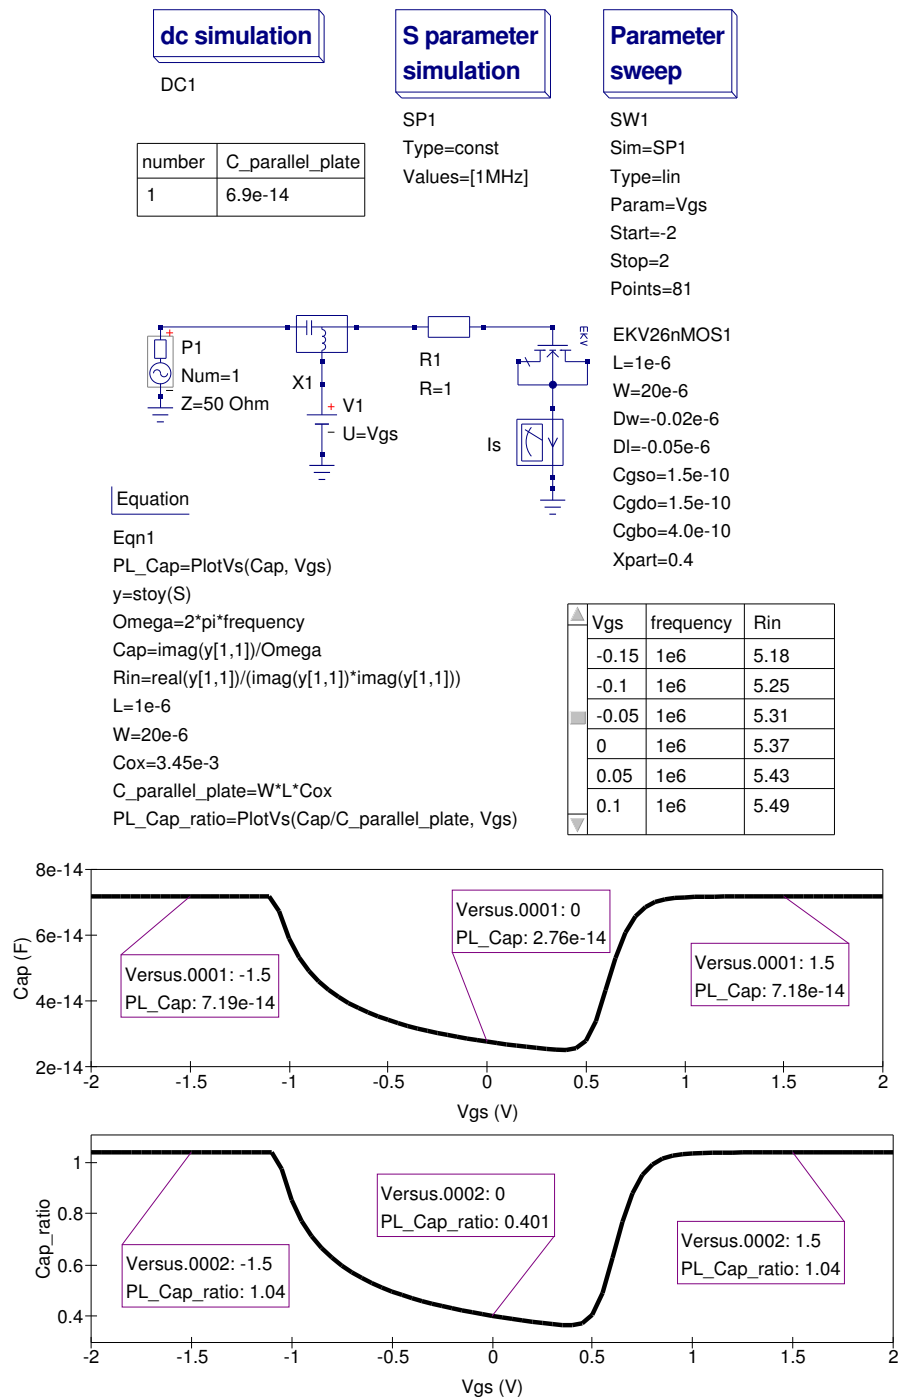 dc simulation
DC1
S parameter
simulation
SP1
Type=const
Values=[1MHz]
Parameter
sweep
SW1
Sim=SP1
Type=lin
Param=Vgs
Start=-2
Stop=2
Points=81
number C_parallel_plate
1 6.9e-14
P1
Num=1
Z=50 Ohm
X1
V1
U=Vgs
R1
R=1
Is
EKV
EKV26nMOS1
L=1e-6
W=20e-6
Dw=-0.02e-6
Dl=-0.05e-6
Cgso=1.5e-10
Cgdo=1.5e-10
Cgbo=4.0e-10
Xpart=0.4
Equation
Eqn1
PL_Cap=PlotVs(Cap, Vgs)
y=stoy(S)
Omega=2*pi*frequency
Cap=imag(y[1,1])/Omega
Rin=real(y[1,1])/(imag(y[1,1])*imag(y[1,1]))
L=1e-6
W=20e-6
Cox=3.45e-3
C_parallel_plate=W*L*Cox
PL_Cap_ratio=PlotVs(Cap/C_parallel_plate, Vgs)
Vgs frequency Rin
-0.15 1e6 5.18
-0.1 1e6 5.25
-0.05 1e6 5.31
0 1e6 5.37
0.05 1e6 5.43
0.1 1e6 5.49
Cap (F)
8e-14
6e-14
4e-14
2e-14
Versus.0001: -1.5
PL_Cap: 7.19e-14
Versus.0001: 0
PL_Cap: 2.76e-14
Versus.0001: 1.5
PL_Cap: 7.18e-14
-2 -1.5 -1 -0.5 0 0.5 1 1.5 2
Vgs (V)
Cap_ratio
1
0.8
0.6
0.4
Versus.0002: -1.5
PL_Cap_ratio: 1.04
Versus.0002: 0
PL_Cap_ratio: 0.401
Versus.0002: 1.5
PL_Cap_ratio: 1.04
-2 -1.5 -1 -0.5 0 0.5 1 1.5 2
Vgs (V)